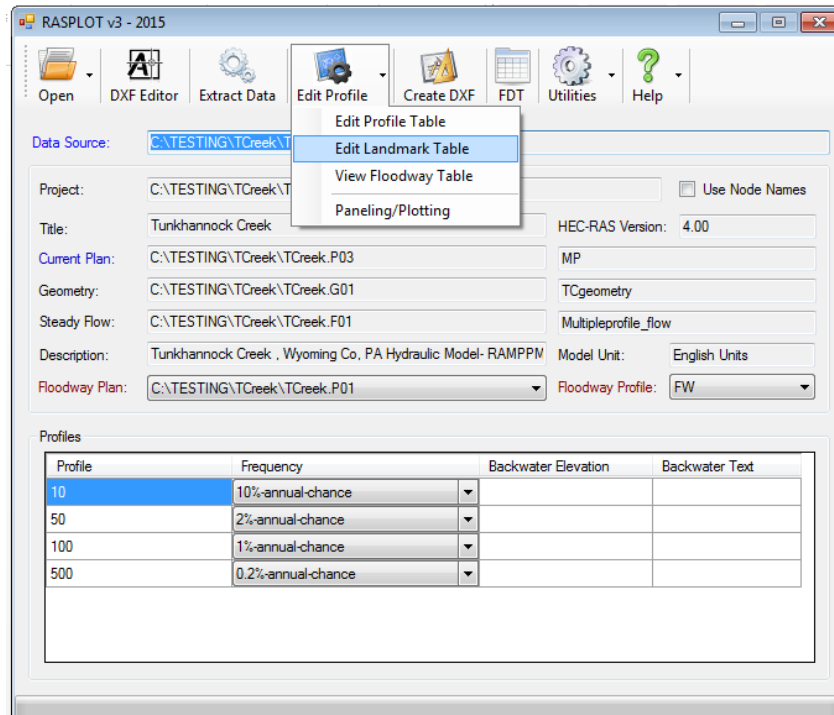 RASPLOT v3 - 2015
Open DXF Editor Extract Data Edit Profile Create DXF FDT Utilities Help
Edit Profile Table
Data Source: C:\TESTING\TCreek\T
Edit Landmark Table
View Floodway Table
Project: C:\TESTING\TCreek\T Use Node Names
Paneling/Plotting
Title: Tunkhannock Creek HEC-RAS Version: 4.00
Current Plan: C:\TESTING\TCreek\TCreek.P03 MP
Geometry: C:\TESTING\TCreek\TCreek.G01 TCgeometry
Steady Flow: C:\TESTING\TCreek\TCreek.F01 Multipleprofile_flow
Description: Tunkhannock Creek , Wyoming Co, PA Hydraulic Model- RAMPPM Model Unit: English Units
Floodway Plan: C:\TESTING\TCreek\TCreek.P01 Floodway Profile: FW
Profiles
Profile Frequency Backwater Elevation Backwater Text
10 10%-annual-chance
50 2%-annual-chance
100 1%-annual-chance
500 0.2%-annual-chance